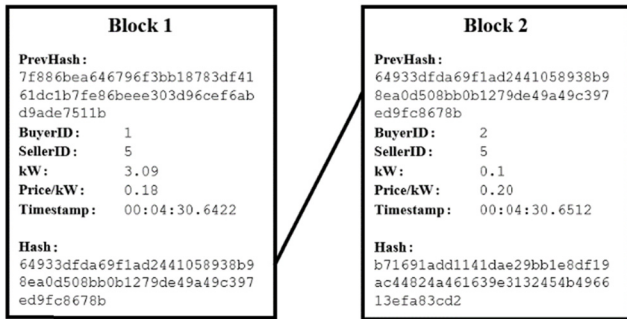 Block 1
PrevHash:
7f886bea646796f3bb18783df41
61dc1b7fe86beee303d96cef6ab
d9ade7511b
BuyerID: 1
SellerID: 5
kW: 3.09
Price/kW: 0.18
Timestamp: 00:04:30.6422
Hash:
64933dfda69f1ad2441058938b9
8ea0d508bb0b1279de49a49c397
ed9fc8678b
Block 2
PrevHash:
64933dfda69f1ad2441058938b9
8ea0d508bb0b1279de49a49c397
ed9fc8678b
BuyerID: 2
SellerID: 5
kW: 0.1
Price/kW: 0.20
Timestamp: 00:04:30.6512
Hash:
b71691add1141dae29bb1e8df19
ac44824a461639e3132454b4966
13efa83cd2